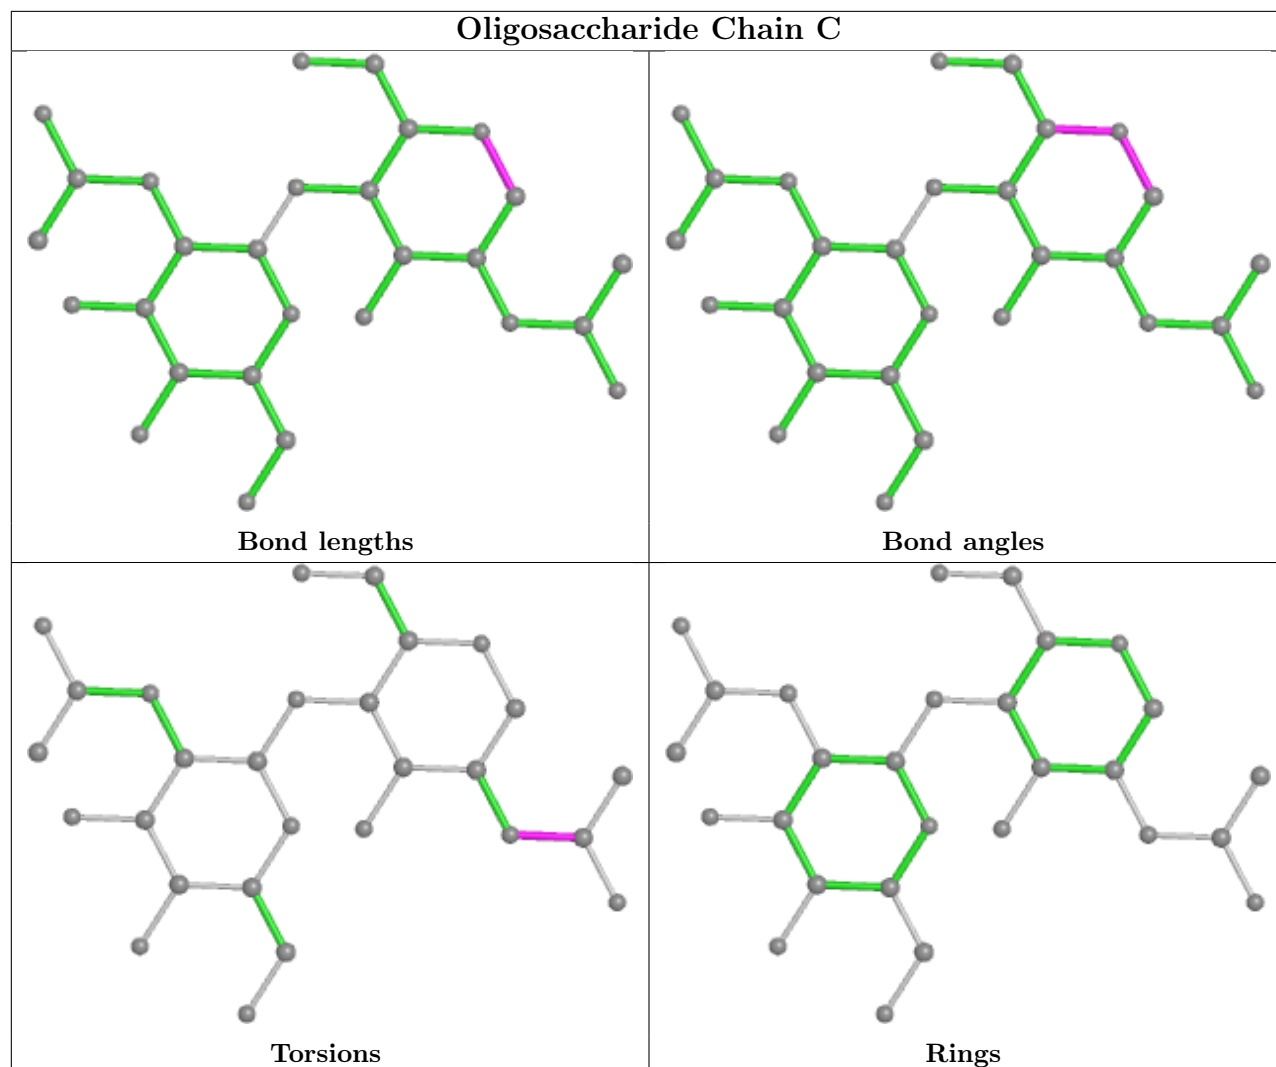 Oligosaccharide Chain C
Bond lengths
Bond angles
Torsions
Rings